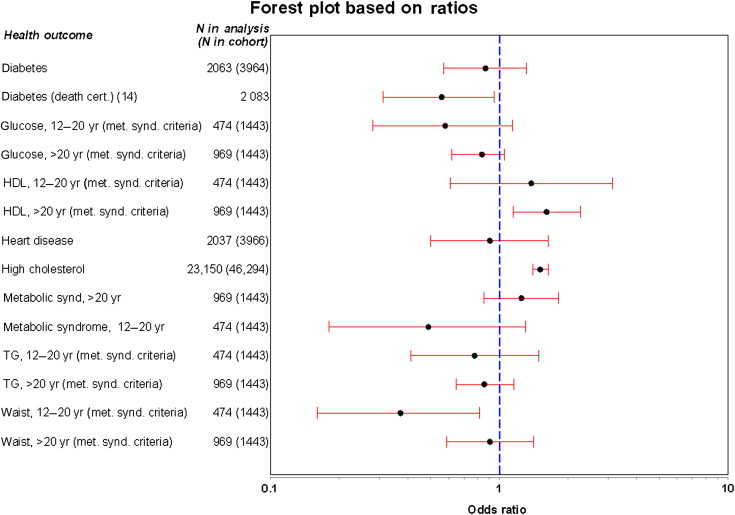 Forest plot based on ratios
Health outcome N in analysis
(N in cohort)
Diabetes 2063 (3964)
Diabetes (death cert.) (14) 2 083
Glucose, 12–20 yr (met. synd. criteria) 474 (1443)
Glucose, >20 yr (met. synd. criteria) 969 (1443)
HDL, 12–20 yr (met. synd. criteria) 474 (1443)
HDL, >20 yr (met. synd. criteria) 969 (1443)
Heart disease 2037 (3966)
High cholesterol 23,150 (46,294)
Metabolic synd, >20 yr 969 (1443)
Metabolic syndrome, 12–20 yr 474 (1443)
TG, 12–20 yr (met. synd. criteria) 474 (1443)
TG, >20 yr (met. synd. criteria) 969 (1443)
Waist, 12–20 yr (met. synd. criteria) 474 (1443)
Waist, >20 yr (met. synd. criteria) 969 (1443)
0.1 1 10
Odds ratio